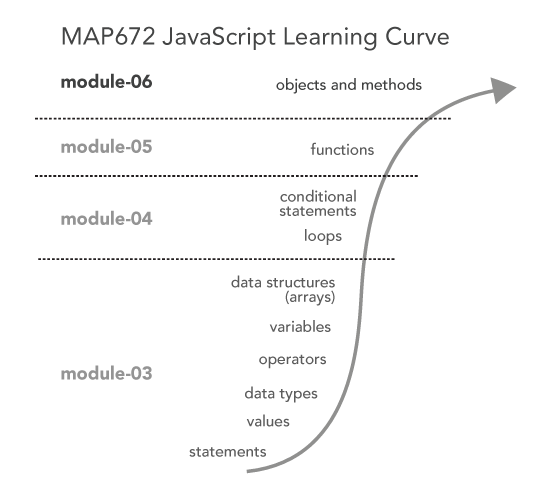 MAP672 JavaScript Learning Curve
module-06
objects and methods
module-05
functions
module-04
conditional
statements
loops
module-03
data structures
(arrays)
variables
operators
data types
values
statements